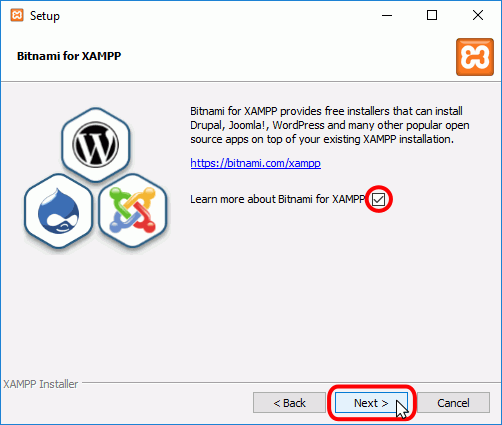 Setup
Bitnami for XAMPP
Bitnami for XAMPP provides free installers that can install
Drupal, Joomla!, WordPress and many other popular open
source apps on top of your existing XAMPP installation.
https://bitnami.com/xampp
Learn more about Bitnami for XAMPP
XAMPP Installer
< Back
Next >
Cancel